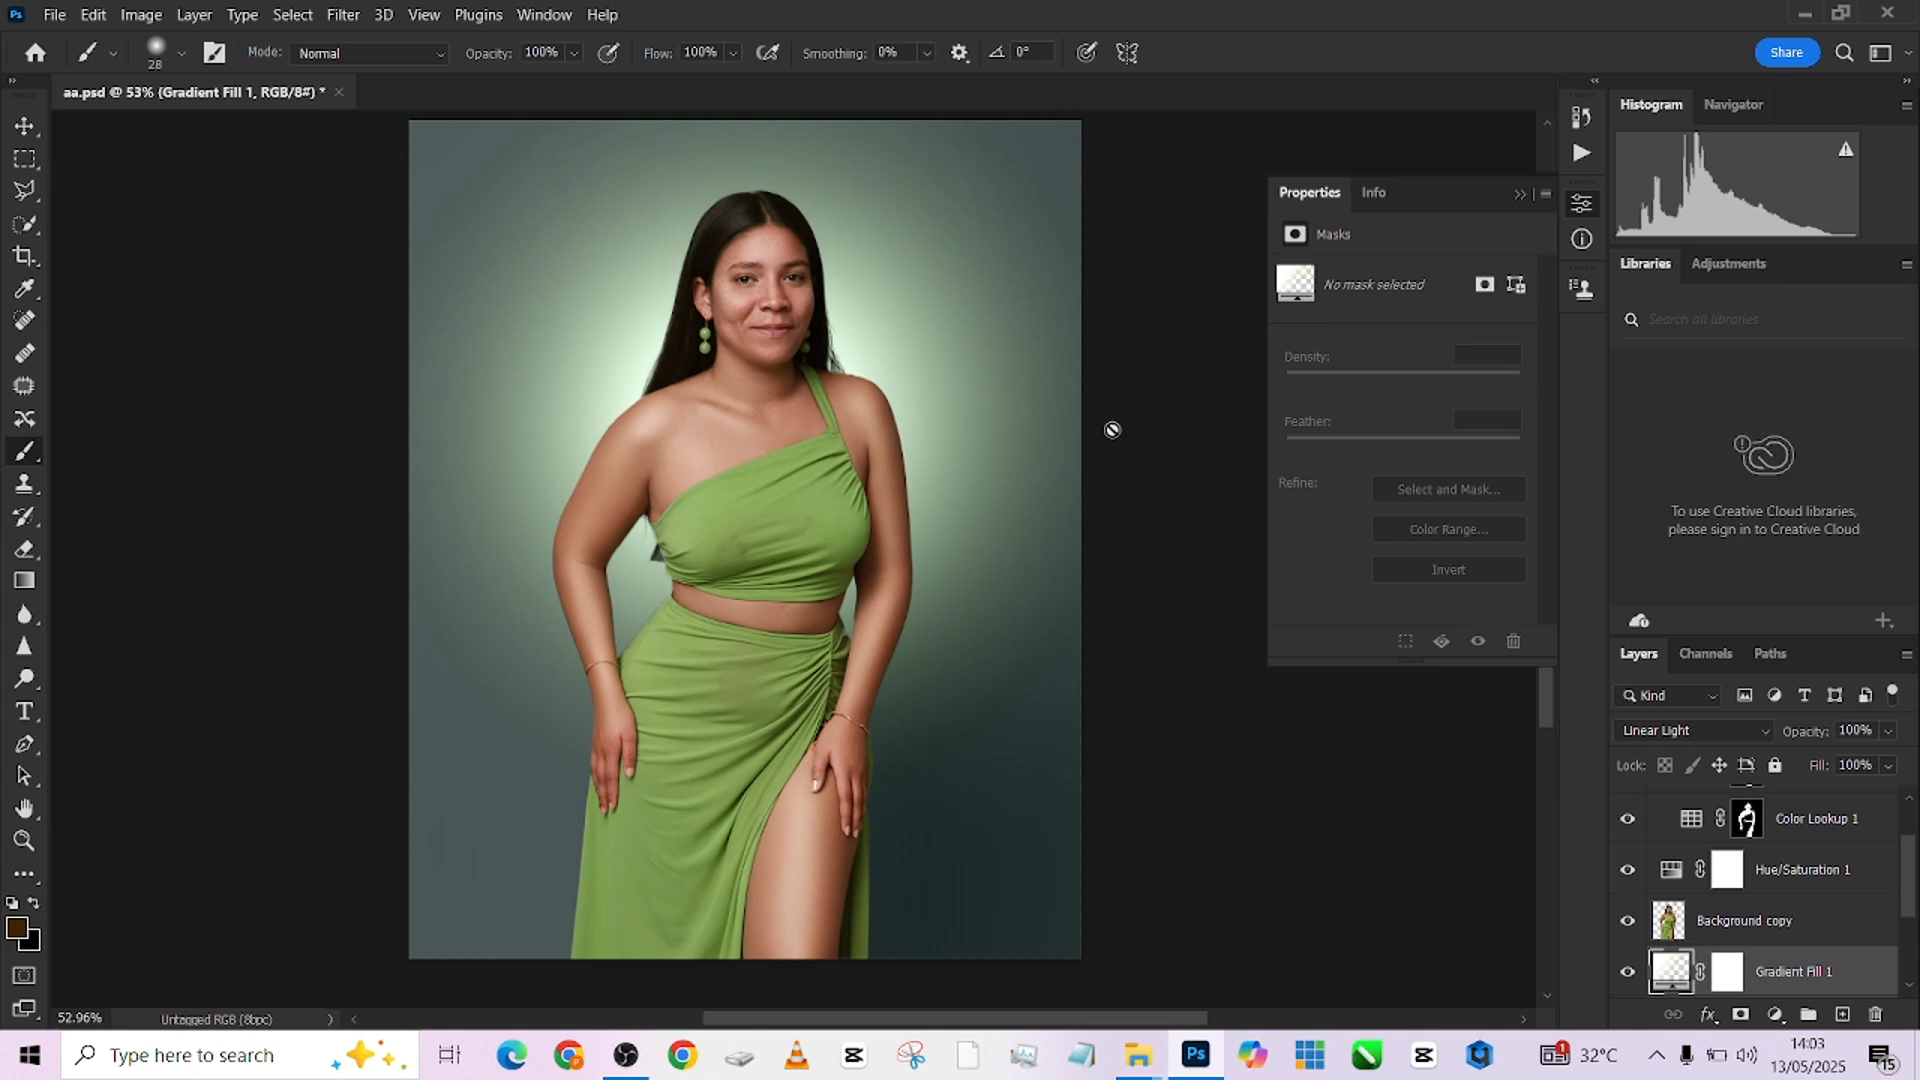 Ps File Edit Image Layer Type Select Filter 3D View Plugins Window Help
28 Mode: Normal Opacity: 100% Flow: 100% Smoothing: 0% 0° Share
aa.psd @ 53% (Gradient Fill 1, RGB/8#) *
Histogram Navigator
Properties Info
Masks
No mask selected
Density:
Feather:
Refine: Select and Mask...
Color Range...
Invert
Libraries Adjustments
Search all libraries
To use Creative Cloud libraries,
please sign in to Creative Cloud
Layers Channels Paths
Kind
Linear Light Opacity: 100%
Lock: Fill: 100%
Color Lookup 1
Hue/Saturation 1
Background copy
Gradient Fill 1
52.96% Untagged RGB (8bpc)
Type here to search
Ps
1 32°C
14:03
13/05/2025
15